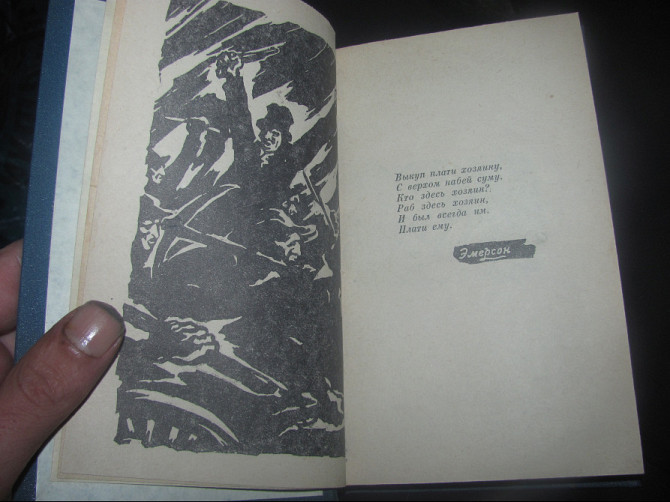 Выкуп плати хозяину,
С верхом набей суму.
Кто здесь хозяин?
Раб здесь хозяин,
И был всегда им.
Плати ему.
Эмерсон